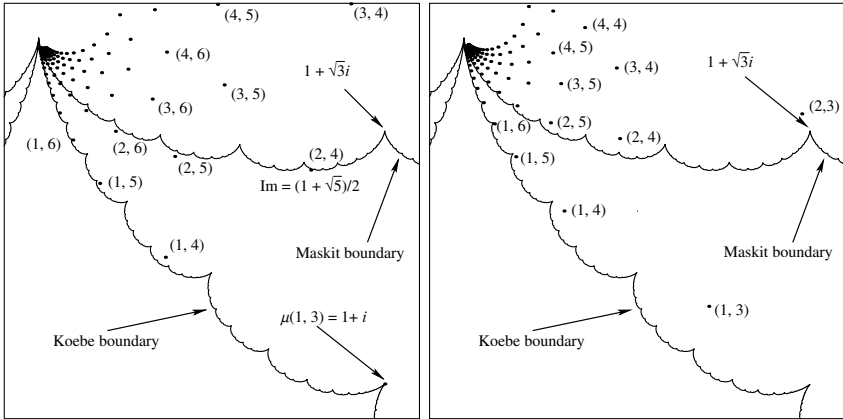 (4, 5)
(3, 4)
(4, 6)
1 + √3i
(3, 5)
(3, 6)
(1, 6)
(2, 6)
(2, 5)
(2, 4)
(1, 5)
Im = (1 + √5)/2
(1, 4)
Maskit boundary
μ(1, 3) = 1+ i
Koebe boundary
(4, 4)
(4, 5)
1 + √3i
(3, 4)
(3, 5)
(2,3)
(1, 6)
(2, 5)
(2, 4)
(1, 5)
(1, 4)
Maskit boundary
(1, 3)
Koebe boundary